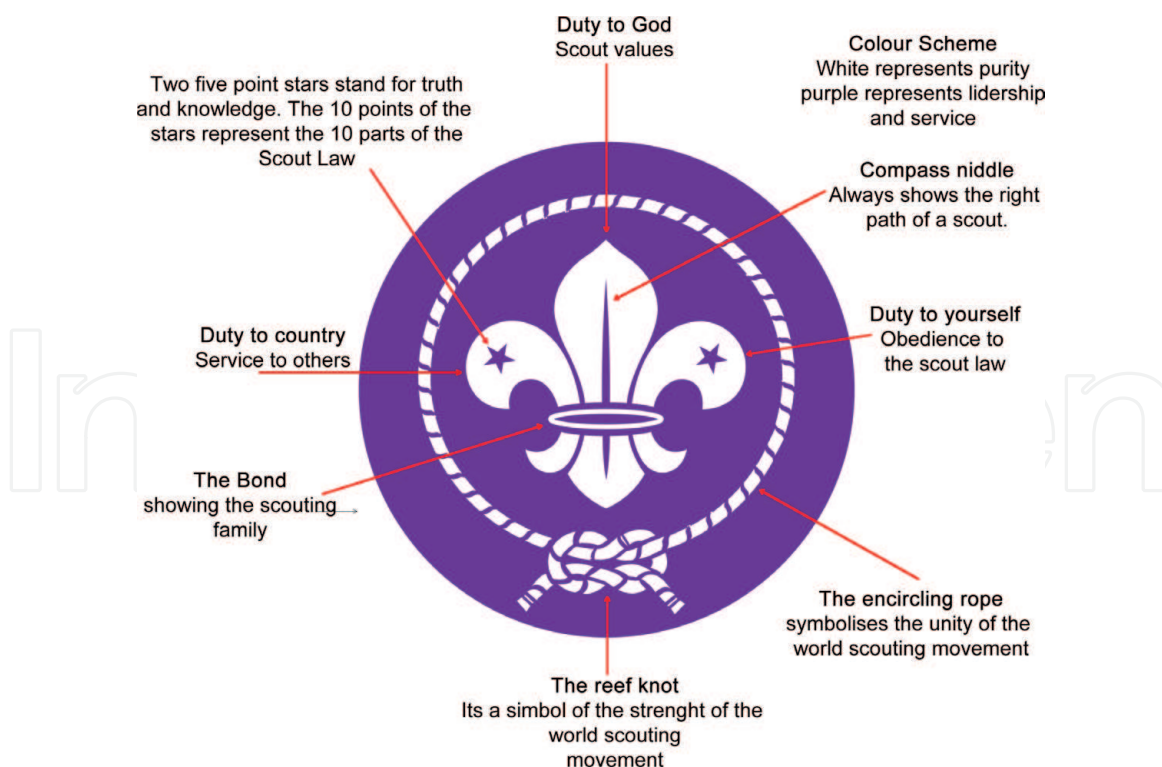 Duty to God
Scout values
Colour Scheme
White represents purity
purple represents lidership
and service
Two five point stars stand for truth
and knowledge. The 10 points of the
stars represent the 10 parts of the
Scout Law
Compass niddle
Always shows the right
path of a scout.
Duty to country
Service to others
Duty to yourself
Obedience to
the scout law
The Bond
showing the scouting
family
The encircling rope
symbolises the unity of the
world scouting movement
The reef knot
Its a simbol of the strenght of the
world scouting
movement